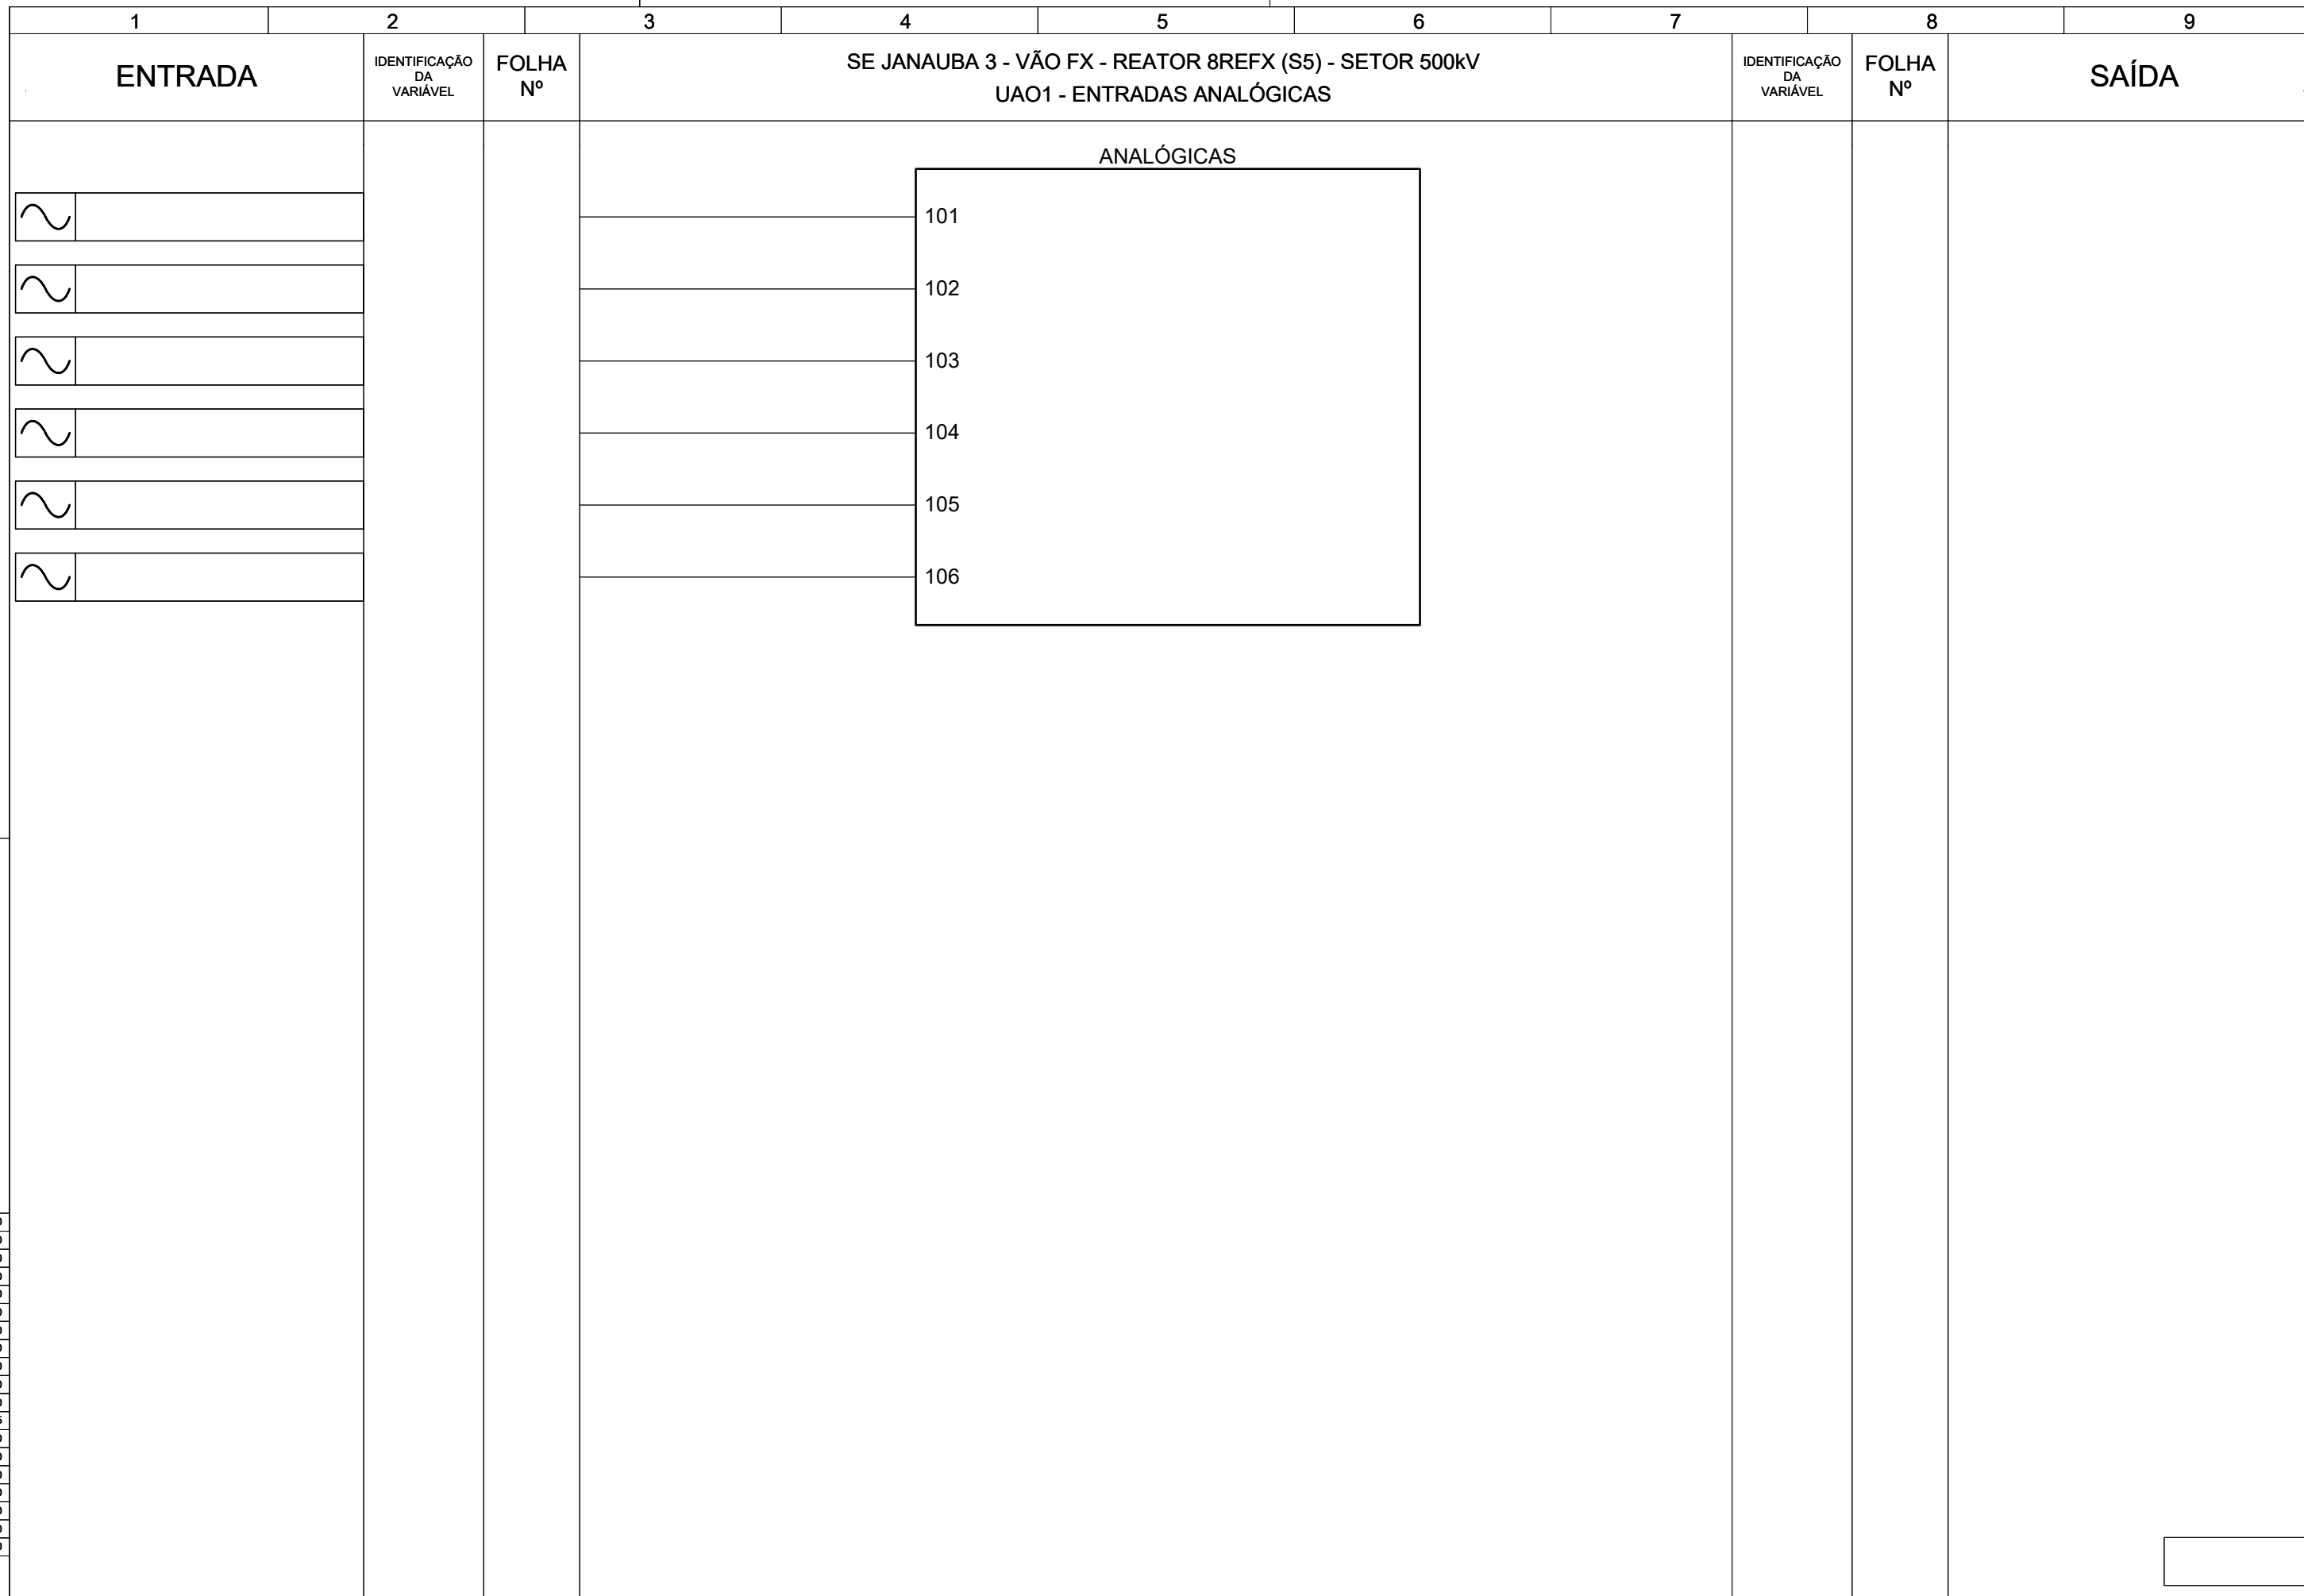 1 2 3 4 5 6 7 8 9
ENTRADA
IDENTIFICAÇÃO
DA
VARIÁVEL
FOLHA
Nº
SE JANAUBA 3 - VÃO FX - REATOR 8REFX (S5) - SETOR 500kV
UAO1 - ENTRADAS ANALÓGICAS
IDENTIFICAÇÃO
DA
VARIÁVEL
FOLHA
Nº
SAÍDA
ANALÓGICAS
101
102
103
104
105
106